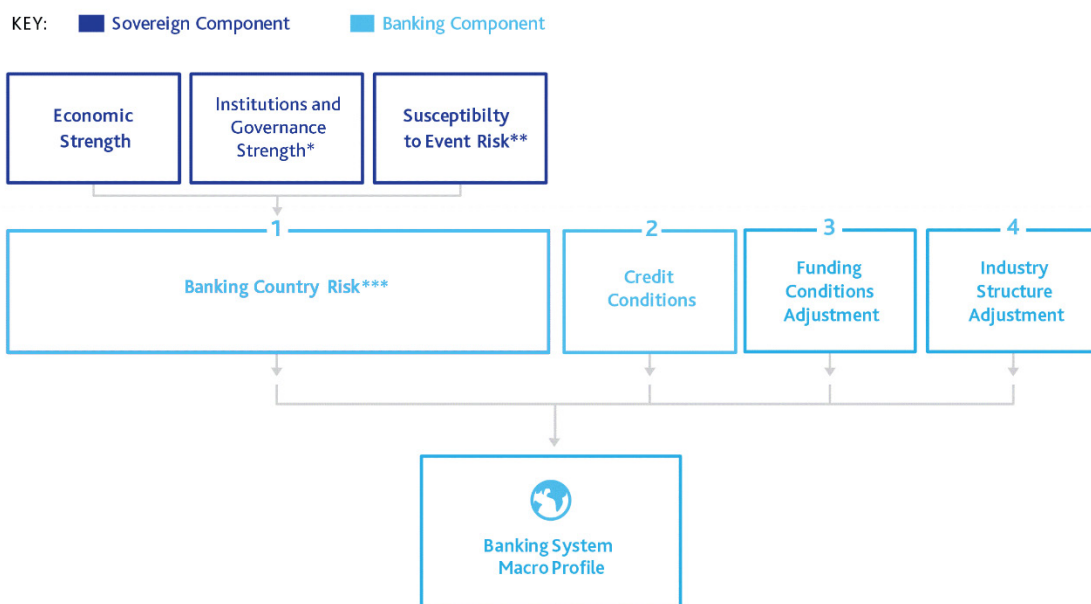 KEY: Sovereign Component Banking Component
Economic
Strength
Institutions and
Governance
Strength*
Susceptibilty
to Event Risk**
1
Banking Country Risk***
2
Credit
Conditions
3
Funding
Conditions
Adjustment
4
Industry
Structure
Adjustment
Banking System
Macro Profile